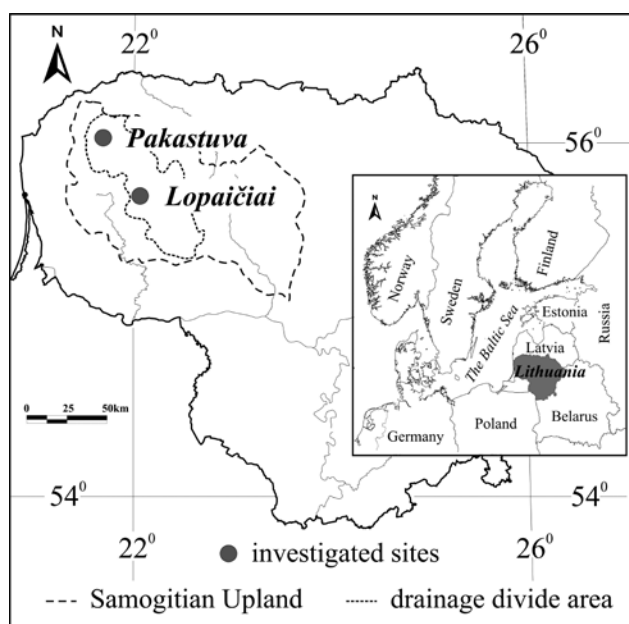 N
22⁰
26⁰
56⁰
Pakastuva
Lopaičiai
N
Norway
Sweden
Finland
The Baltic Sea
Estonia
Russia
Latvia
Lithuania
Belarus
Germany
Poland
0 25 50km
54⁰
54⁰
22⁰
26⁰
investigated sites
Samogitian Upland
drainage divide area